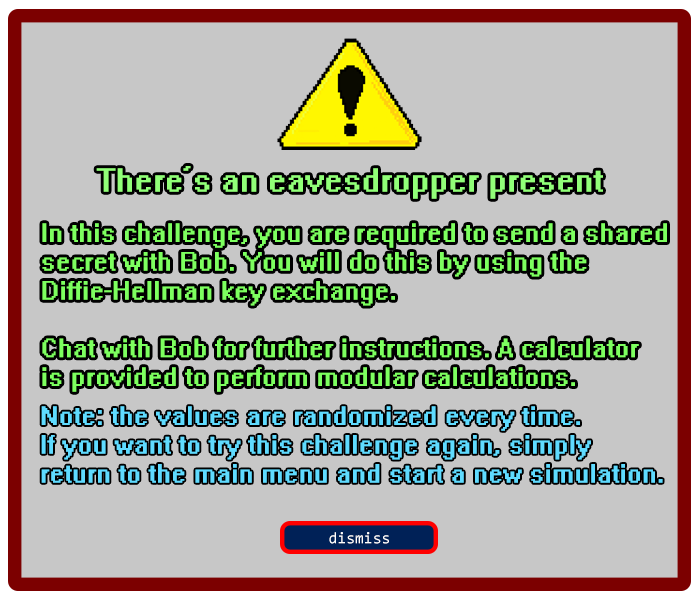 There's an eavesdropper present
In this challenge, you are required to send a shared
secret with Bob. You will do this by using the
Diffie-Hellman key exchange.
Chat with Bob for further instructions. A calculator
is provided to perform modular calculations.
Note: the values are randomized every time.
If you want to try this challenge again, simply
return to the main menu and start a new simulation.
dismiss